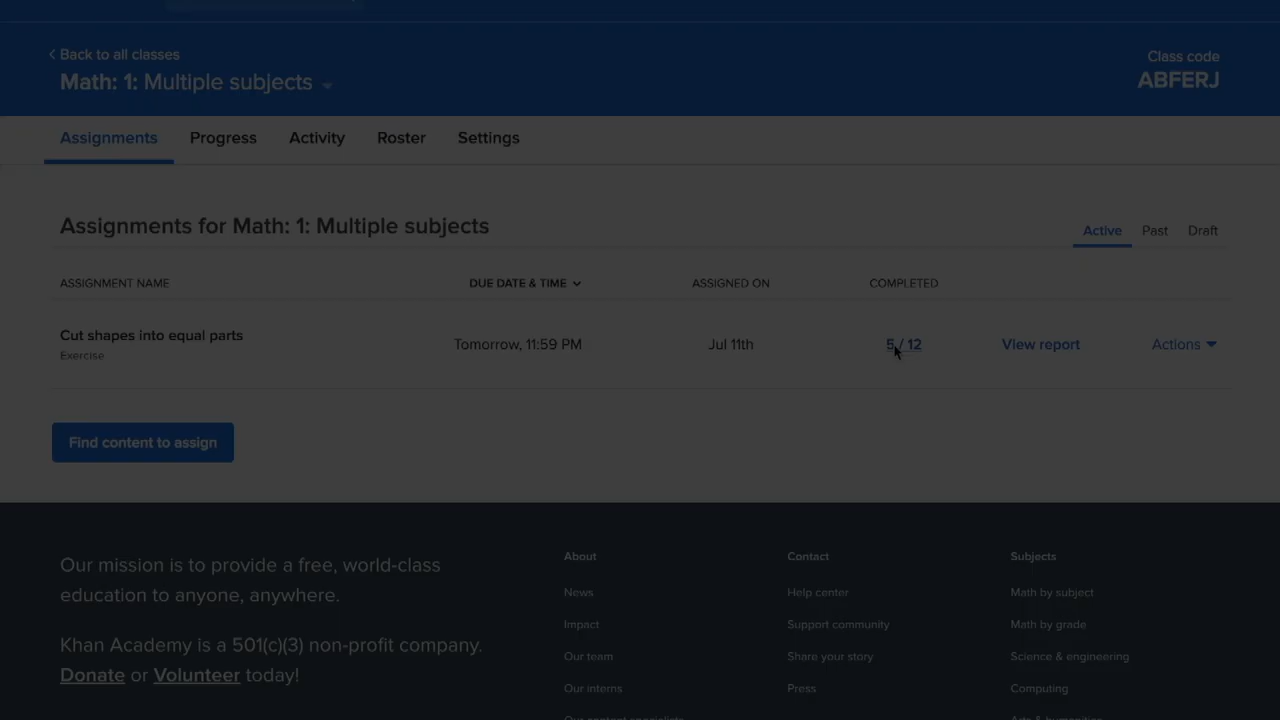 Back to all classes
Math: 1: Multiple subjects
Class code
ABFERJ
Assignments Progress Activity Roster Settings
Assignments for Math: 1: Multiple subjects
Active Past Draft
ASSIGNMENT NAME DUE DATE & TIME ASSIGNED ON COMPLETED
Cut shapes into equal parts
Exercise
Tomorrow, 11:59 PM Jul 11th 5 / 12 View report Actions
Find content to assign
Our mission is to provide a free, world-class
education to anyone, anywhere.
Khan Academy is a 501(c)(3) non-profit company.
Donate or Volunteer today!
About
News
Impact
Our team
Our interns
Our content specialists
Contact
Help center
Support community
Share your story
Press
Subjects
Math by subject
Math by grade
Science & engineering
Computing
Arts & humanities